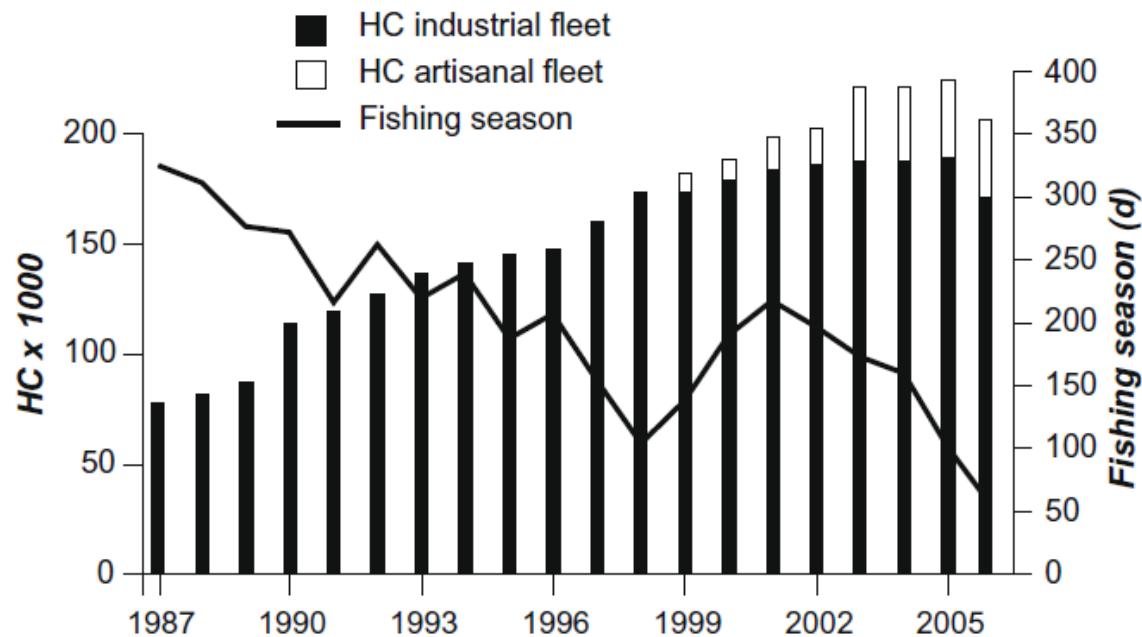 HC industrial fleet
HC artisanal fleet
Fishing season
200
150
100
50
0
HC x 1000
400
350
300
250
200
150
100
50
0
Fishing season (d)
1987 1990 1993 1996 1999 2002 2005